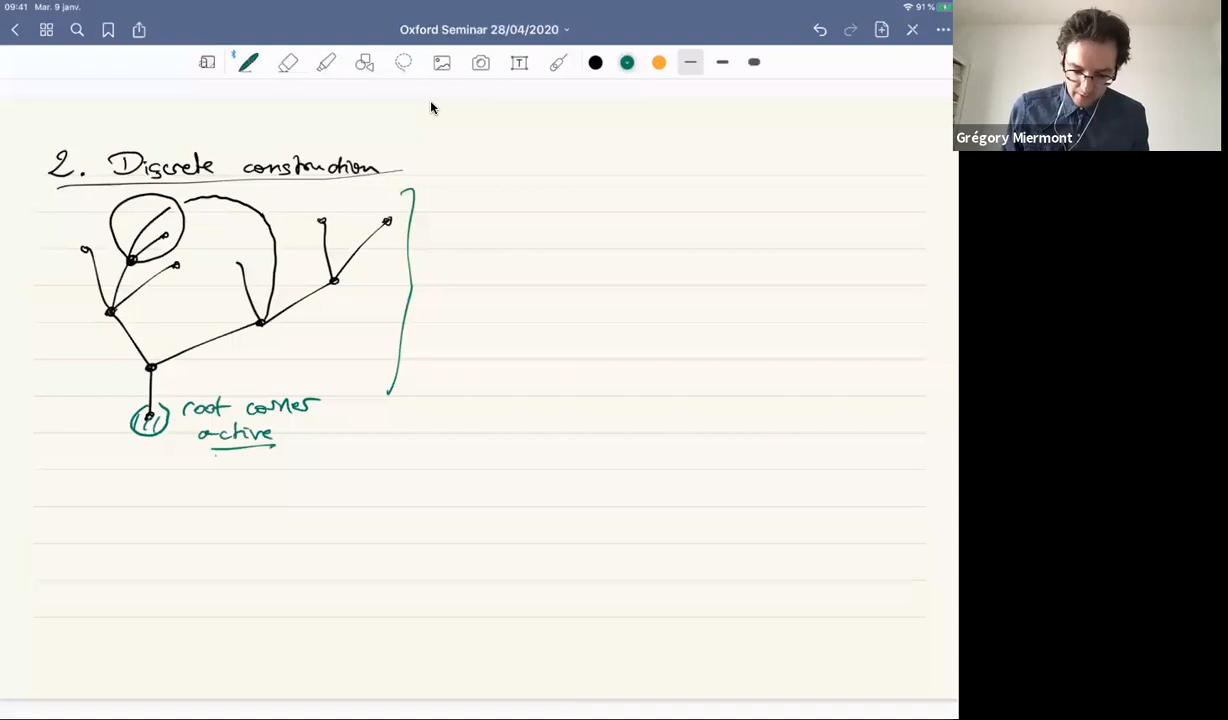 09:41 Mar. 9 janv.
91 %
Oxford Seminar 28/04/2020
T
Grégory Miermont
2. Discrete construction
root corner
active